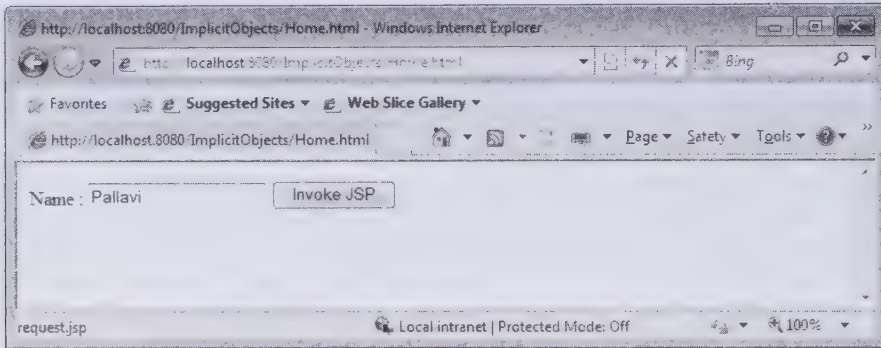 http://localhost:8080/ImplicitObjects/Home.html - Windows Internet Explorer
localhost Bing
Favorites Suggested Sites Web Slice Gallery
http://localhost:8080/ImplicitObjects/Home.html Page Safety Tools
Name : Pallavi Invoke JSP
request.jsp Local intranet | Protected Mode: Off 100%